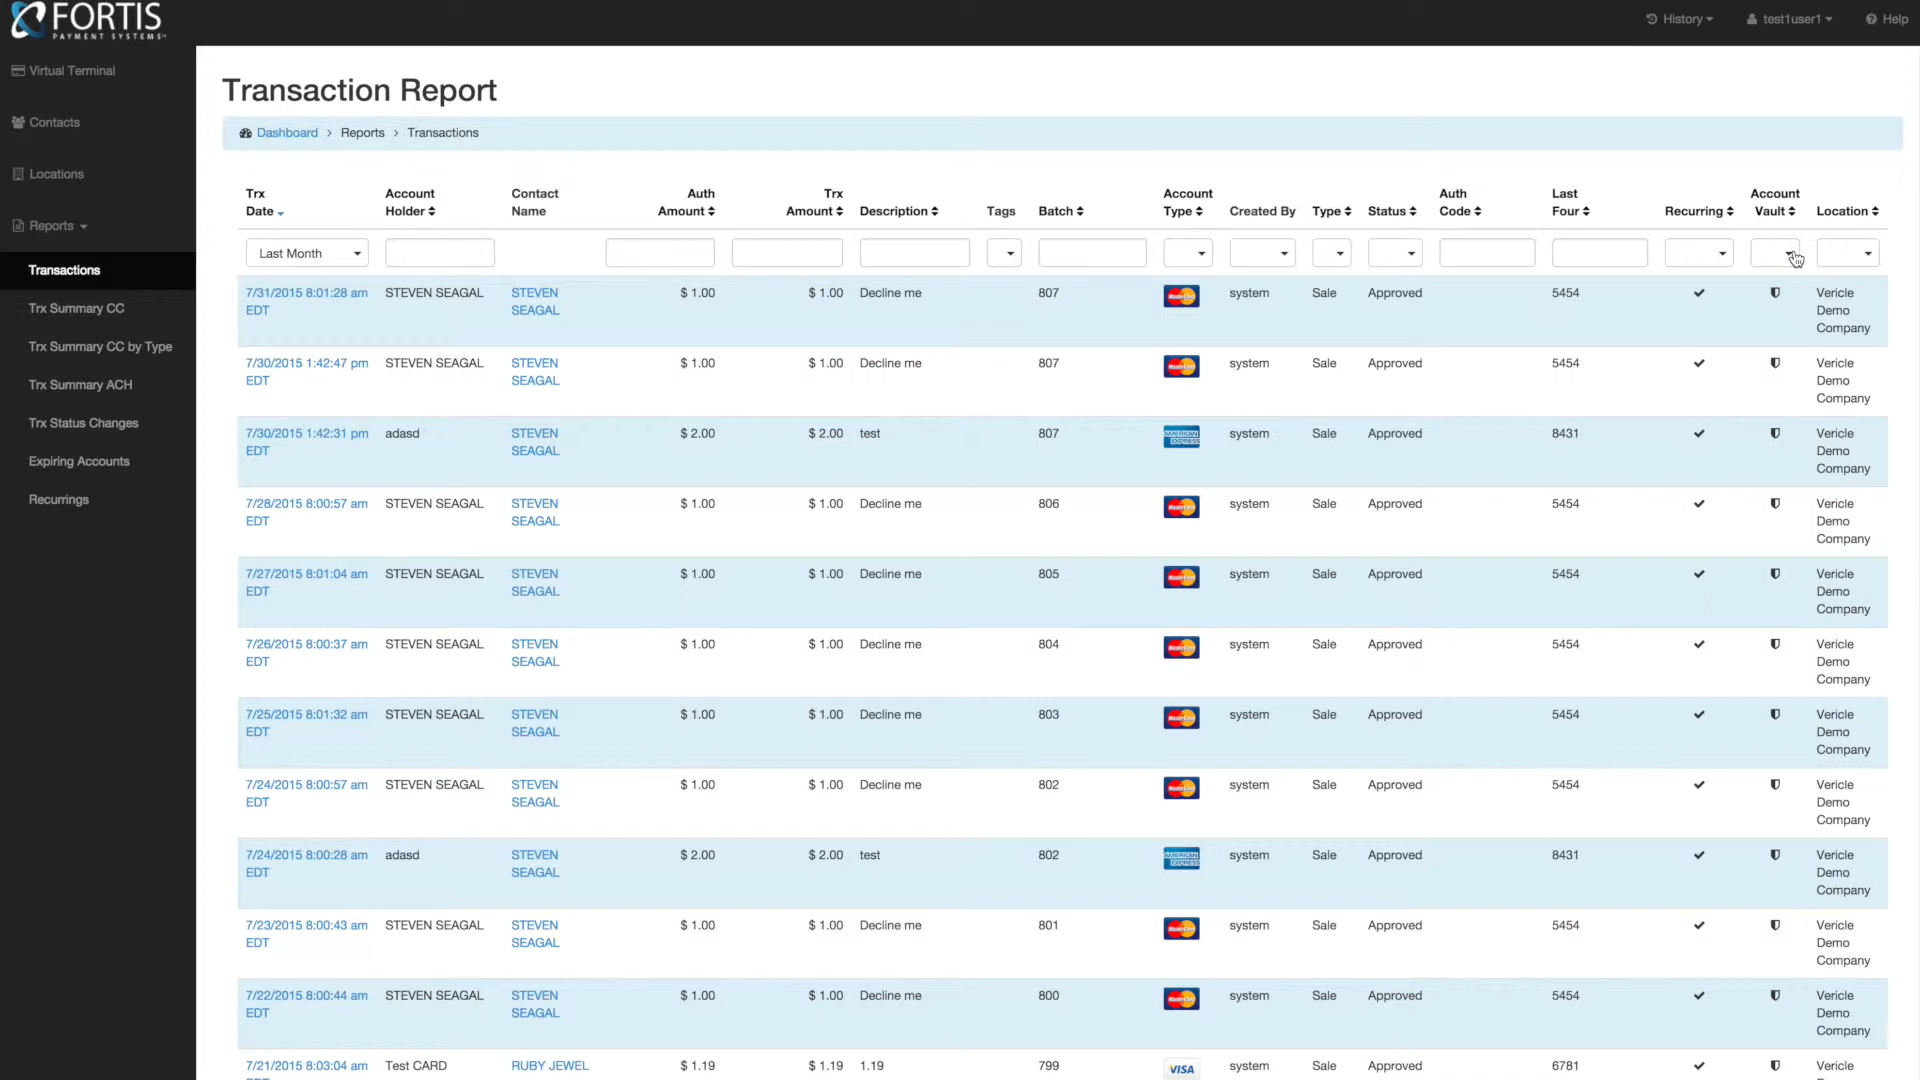 FORTIS
PAYMENT SYSTEMS
History
test1user1
Help
Virtual Terminal
Contacts
Locations
Reports
Transactions
Trx Summary CC
Trx Summary CC by Type
Trx Summary ACH
Trx Status Changes
Expiring Accounts
Recurrings
Transaction Report
Dashboard > Reports > Transactions
Trx Date Account Holder Contact Name Auth Amount Trx Amount Description Tags Batch Account Type Created By Type Status Auth Code Last Four Recurring Account Vault Location
Last Month
7/31/2015 8:01:28 am EDT STEVEN SEAGAL STEVEN SEAGAL $ 1.00 $ 1.00 Decline me 807 MasterCard system Sale Approved 5454 Vericle Demo Company
7/30/2015 1:42:47 pm EDT STEVEN SEAGAL STEVEN SEAGAL $ 1.00 $ 1.00 Decline me 807 MasterCard system Sale Approved 5454 Vericle Demo Company
7/30/2015 1:42:31 pm EDT adasd STEVEN SEAGAL $ 2.00 $ 2.00 test 807 AMERICAN EXPRESS system Sale Approved 8431 Vericle Demo Company
7/28/2015 8:00:57 am EDT STEVEN SEAGAL STEVEN SEAGAL $ 1.00 $ 1.00 Decline me 806 MasterCard system Sale Approved 5454 Vericle Demo Company
7/27/2015 8:01:04 am EDT STEVEN SEAGAL STEVEN SEAGAL $ 1.00 $ 1.00 Decline me 805 MasterCard system Sale Approved 5454 Vericle Demo Company
7/26/2015 8:00:37 am EDT STEVEN SEAGAL STEVEN SEAGAL $ 1.00 $ 1.00 Decline me 804 MasterCard system Sale Approved 5454 Vericle Demo Company
7/25/2015 8:01:32 am EDT STEVEN SEAGAL STEVEN SEAGAL $ 1.00 $ 1.00 Decline me 803 MasterCard system Sale Approved 5454 Vericle Demo Company
7/24/2015 8:00:57 am EDT STEVEN SEAGAL STEVEN SEAGAL $ 1.00 $ 1.00 Decline me 802 MasterCard system Sale Approved 5454 Vericle Demo Company
7/24/2015 8:00:28 am EDT adasd STEVEN SEAGAL $ 2.00 $ 2.00 test 802 AMERICAN EXPRESS system Sale Approved 8431 Vericle Demo Company
7/23/2015 8:00:43 am EDT STEVEN SEAGAL STEVEN SEAGAL $ 1.00 $ 1.00 Decline me 801 MasterCard system Sale Approved 5454 Vericle Demo Company
7/22/2015 8:00:44 am EDT STEVEN SEAGAL STEVEN SEAGAL $ 1.00 $ 1.00 Decline me 800 MasterCard system Sale Approved 5454 Vericle Demo Company
7/21/2015 8:03:04 am Test CARD RUBY JEWEL $ 1.19 $ 1.19 1.19 799 VISA system Sale Approved 6781 Vericle